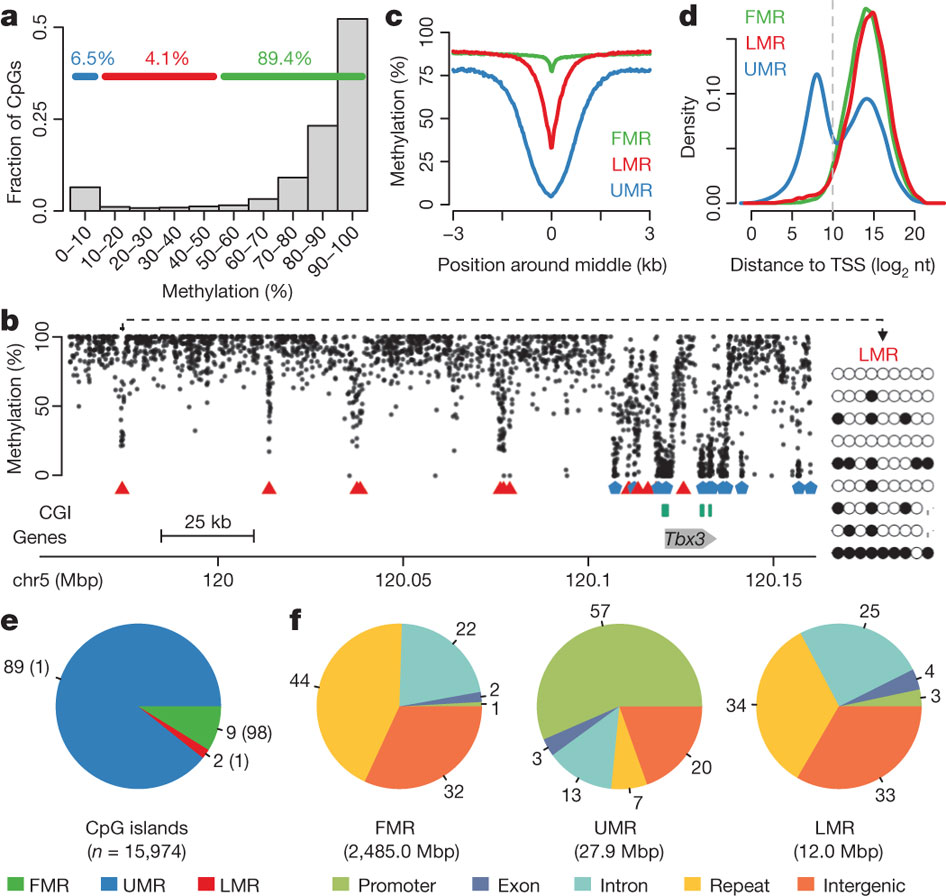 a
Fraction of CpGs
0.5
0.25
0.0
6.5%
4.1%
89.4%
0–10
10–20
20–30
30–40
40–50
50–60
60–70
70–80
80–90
90–100
Methylation (%)
c
Methylation (%)
100
75
50
25
0
FMR
LMR
UMR
−3
0
3
Position around middle (kb)
d
FMR
LMR
UMR
Density
0.10
0.00
0
5
10
15
20
Distance to TSS (log2 nt)
b
Methylation (%)
100
50
0
LMR
CGI
25 kb
Genes
Tbx3
chr5 (Mbp)
120
120.05
120.1
120.15
e
89 (1)
9 (98)
2 (1)
CpG islands
(n = 15,974)
f
44
22
2
1
32
FMR
(2,485.0 Mbp)
57
3
13
7
20
UMR
(27.9 Mbp)
25
4
3
34
33
LMR
(12.0 Mbp)
FMR
UMR
LMR
Promoter
Exon
Intron
Repeat
Intergenic